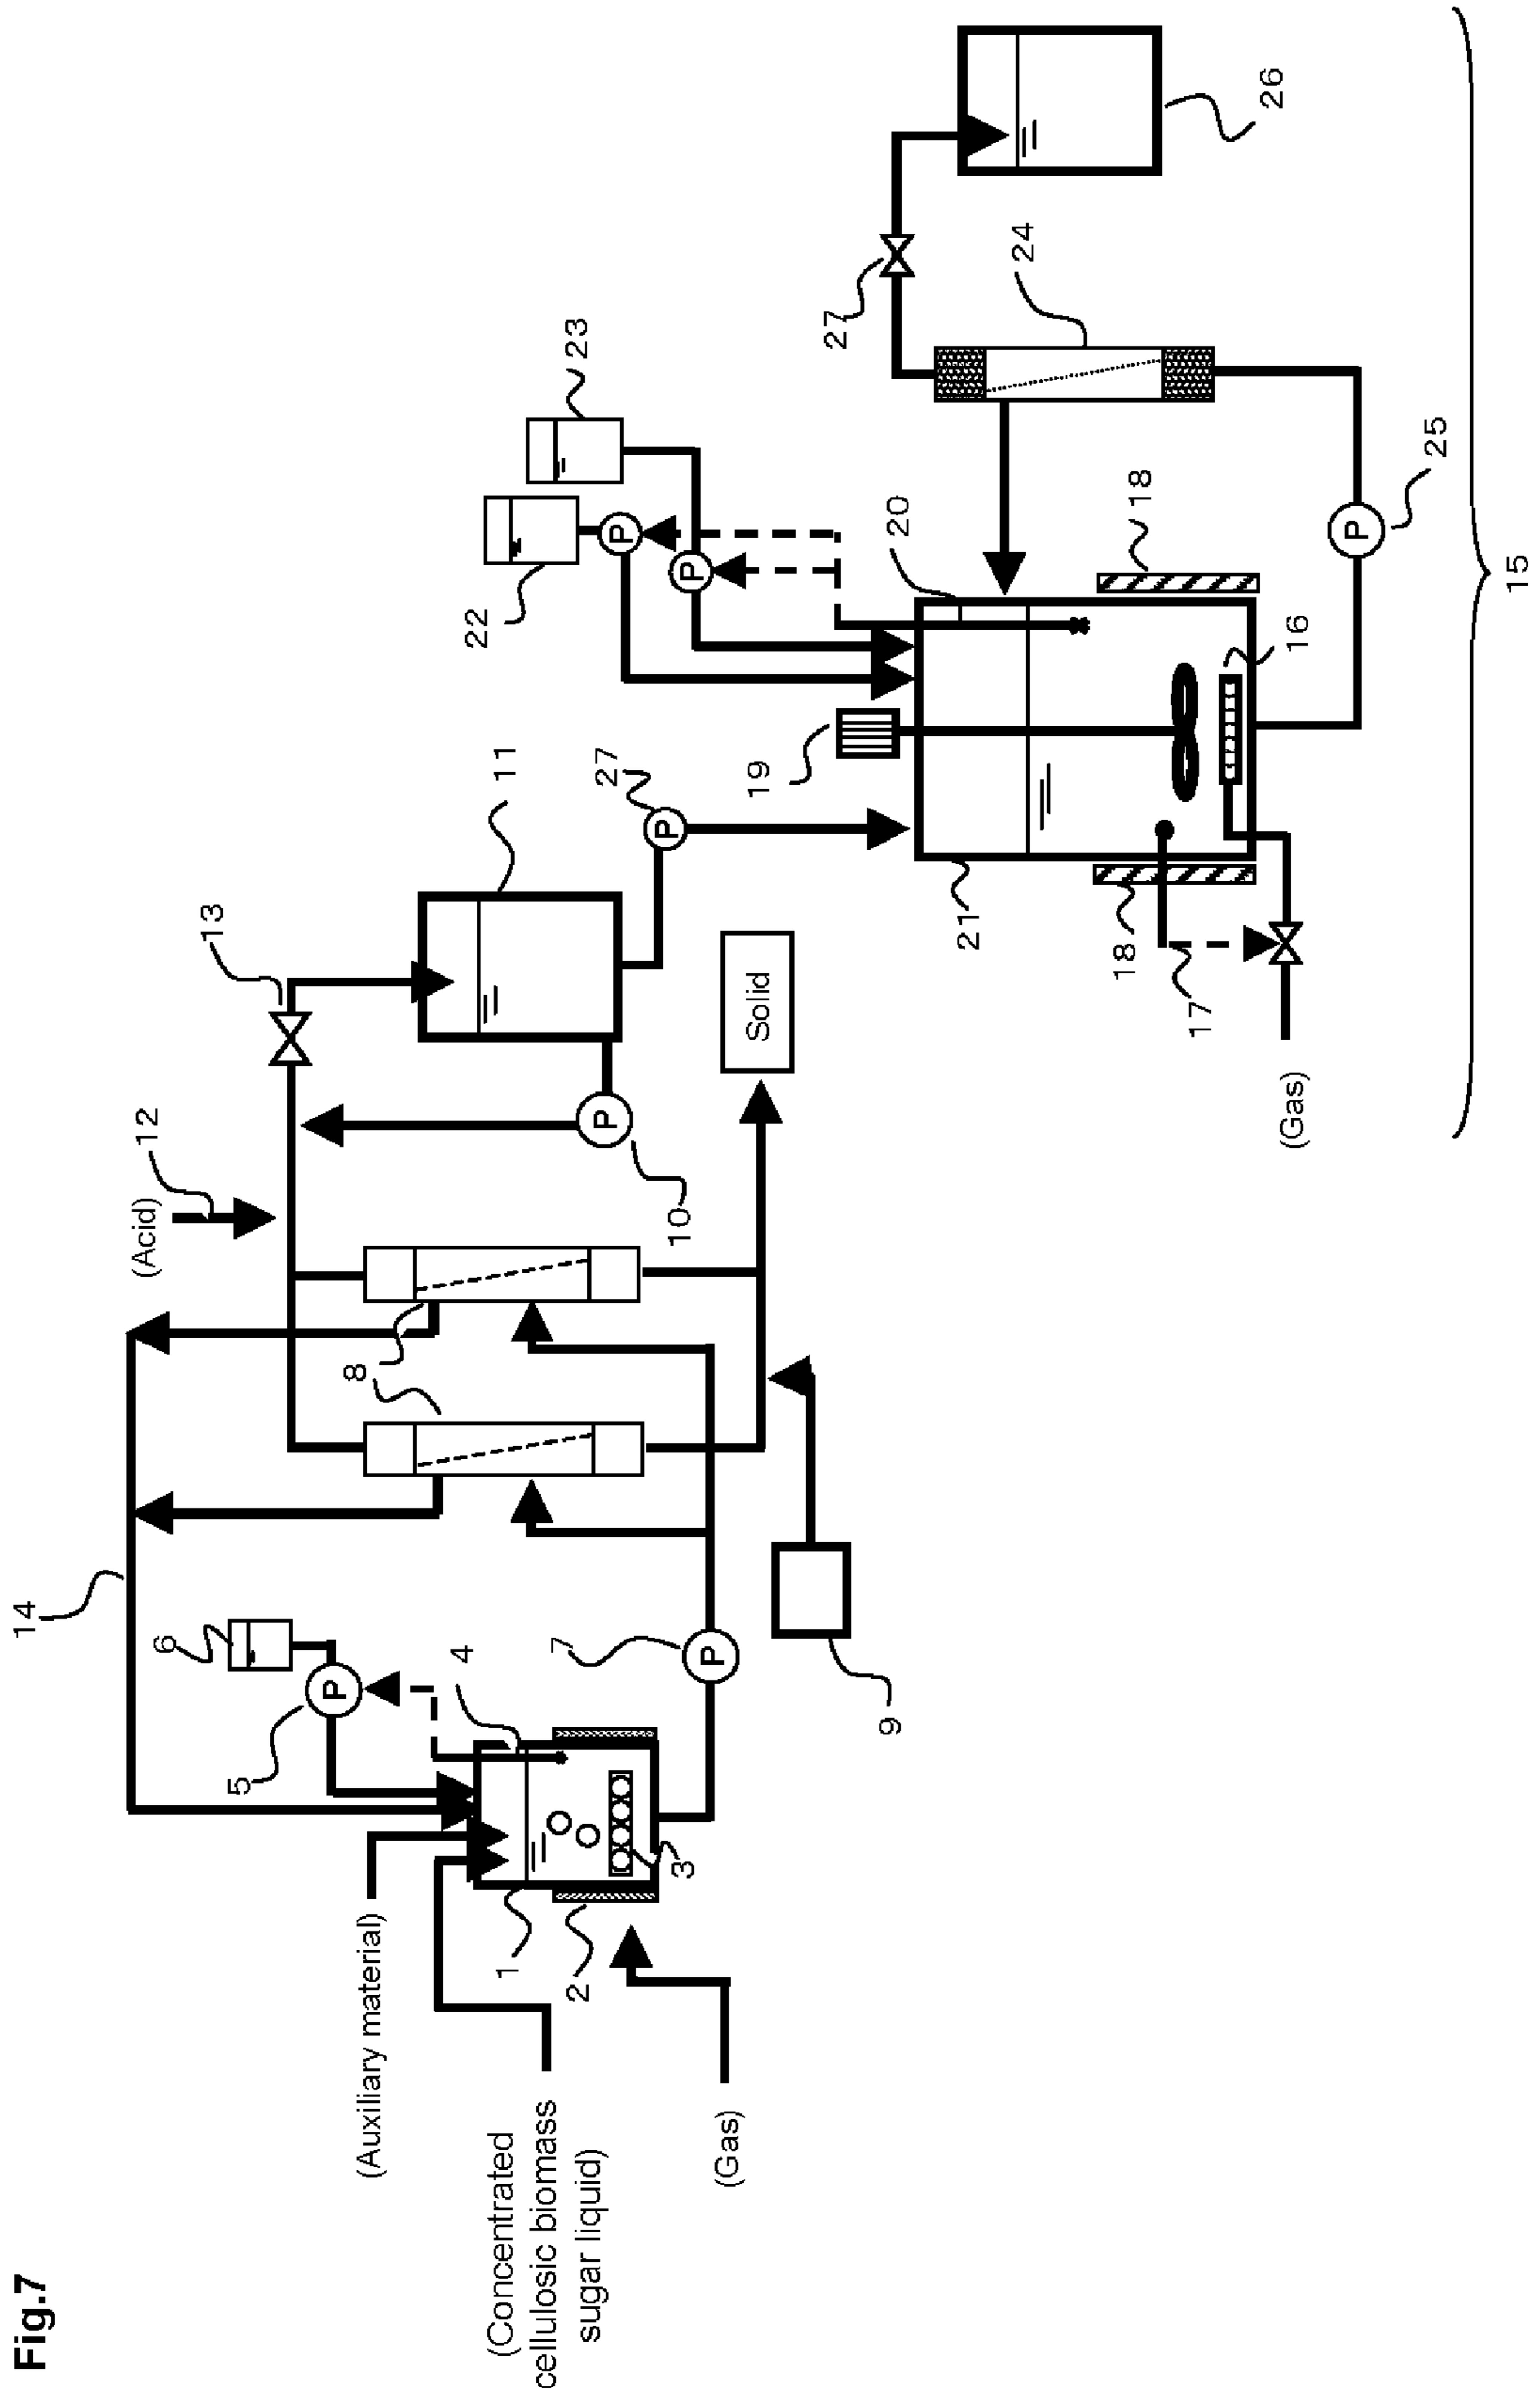 Fig.7
14
(Acid)
12
13
6
5
(Auxiliary material)
(Concentrated
cellulosic biomass
sugar liquid)
(Gas)
1
2
3
4
P
7
P
8
9
10
P
11
27
P
Solid
22
23
P
P
19
20
21
18
18
17
16
(Gas)
24
27
26
25
P
15